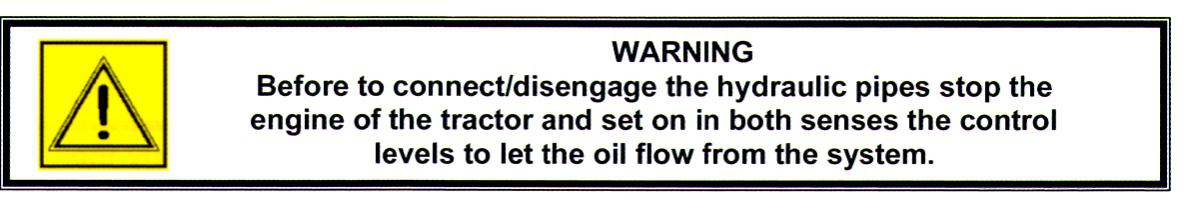 WARNING
Before to connect/disengage the hydraulic pipes stop the
engine of the tractor and set on in both senses the control
levels to let the oil flow from the system.